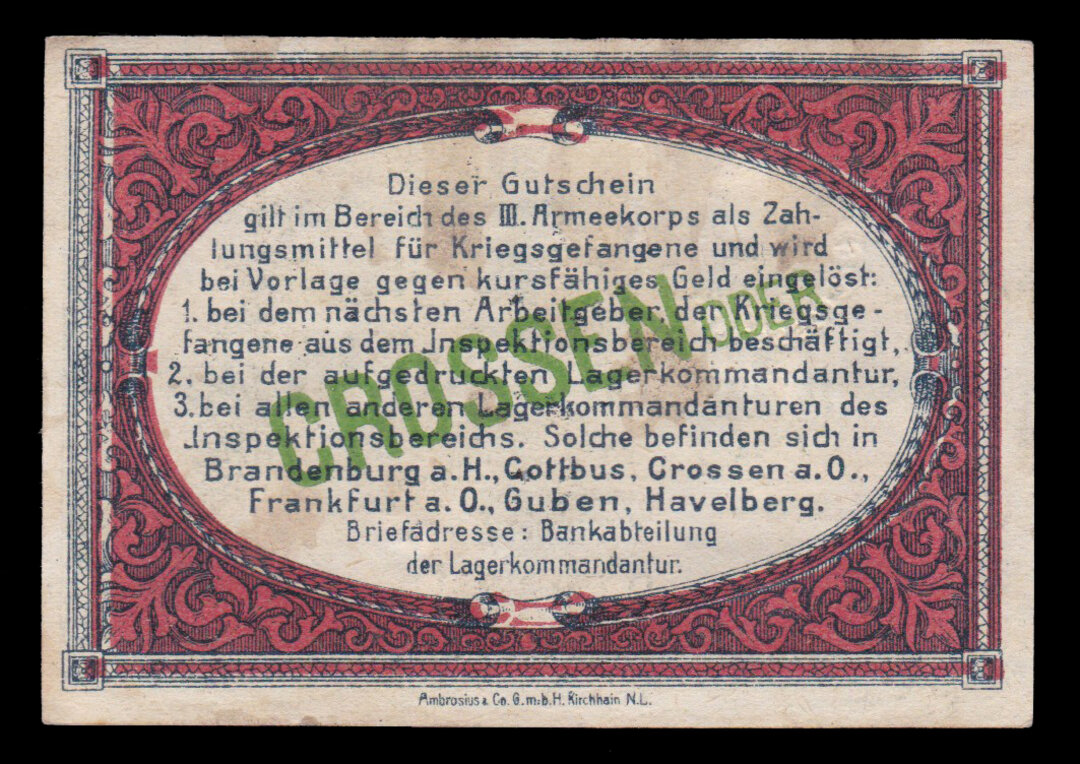 Dieser Gutschein
gilt im Bereich des III. Armeekorps als Zah-
lungsmittel für Kriegsgefangene und wird
bei Vorlage gegen kursfähiges Geld eingelöst:
1. bei dem nächsten Arbeitgeber, der Kriegsge-
fangene aus dem Inspektionsbereich beschäftigt,
2. bei der aufgedruckten Lagerkommandantur,
3. bei allen anderen Lagerkommandanturen des
Inspektionsbereichs. Solche befinden sich in
Brandenburg a.H., Cottbus, Crossen a.O.,
Frankfurt a.O., Guben, Havelberg.
Briefadresse: Bankabteilung
der Lagerkommandantur.
CROSSEN ODER
Ambrosius & Co. G.m.b.H. Kirchhain N.L.